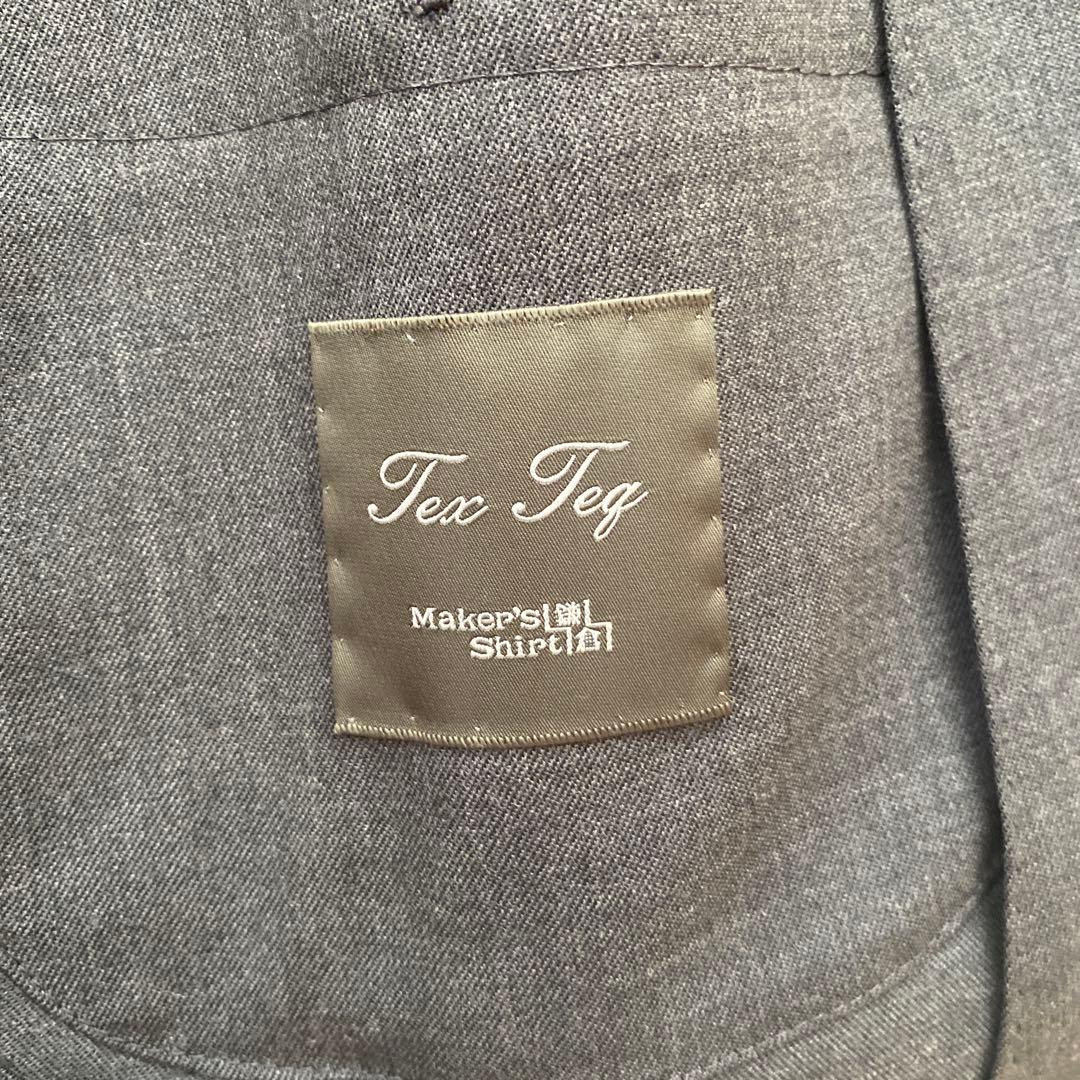 Tex Teq
Maker's 鎌
Shirt 倉